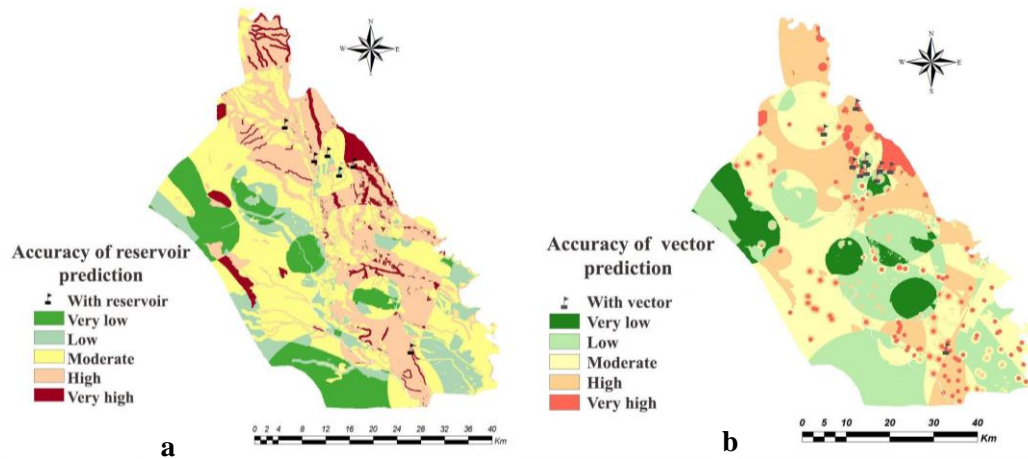 N
W
E
Accuracy of reservoir
prediction
With reservoir
Very low
Low
Moderate
High
Very high
0 2 4 8 12 16 20 24 28 32 36 40
Km
a
N
W
E
S
Accuracy of vector
prediction
With vector
Very low
Low
Moderate
High
Very high
0 5 10 20 30 40
Km
b